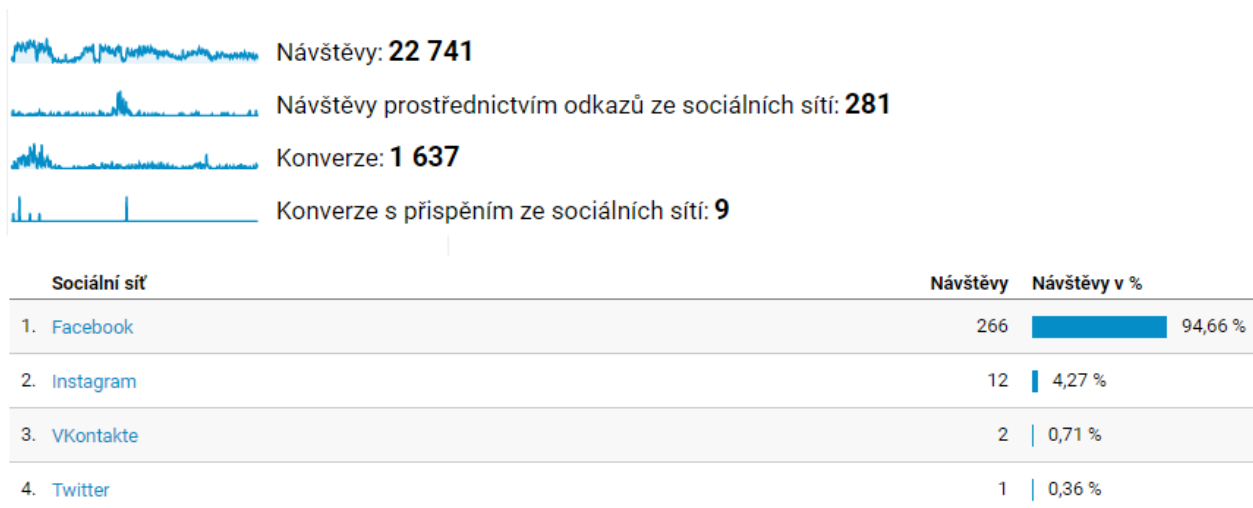 Návštěvy: 22 741
Návštěvy prostřednictvím odkazů ze sociálních sítí: 281
Konverze: 1 637
Konverze s přispěním ze sociálních sítí: 9
Sociální síť Návštěvy Návštěvy v %
1. Facebook 266 94,66 %
2. Instagram 12 4,27 %
3. VKontakte 2 0,71 %
4. Twitter 1 0,36 %